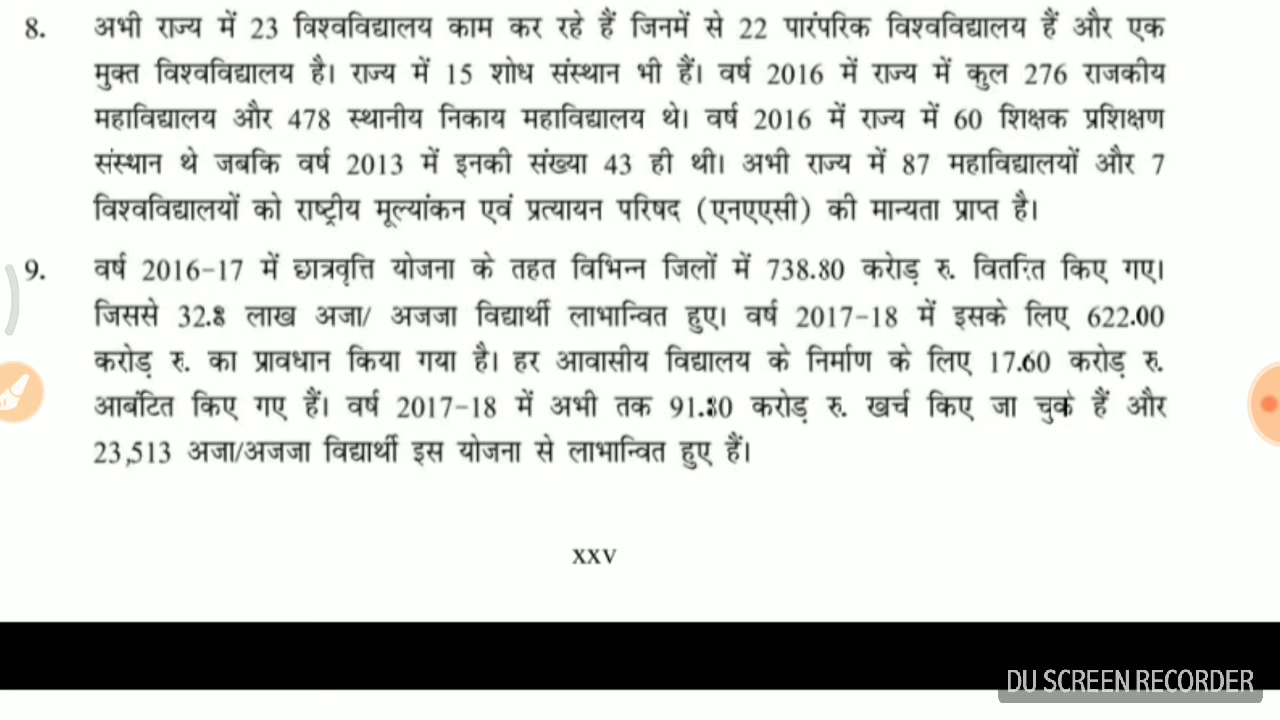 8. अभी राज्य में 23 विश्वविद्यालय काम कर रहे हैं जिनमें से 22 पारंपरिक विश्वविद्यालय हैं और एक
मुक्त विश्वविद्यालय है। राज्य में 15 शोध संस्थान भी हैं। वर्ष 2016 में राज्य में कुल 276 राजकीय
महाविद्यालय और 478 स्थानीय निकाय महाविद्यालय थे। वर्ष 2016 में राज्य में 60 शिक्षक प्रशिक्षण
संस्थान थे जबकि वर्ष 2013 में इनकी संख्या 43 ही थी। अभी राज्य में 87 महाविद्यालयों और 7
विश्वविद्यालयों को राष्ट्रीय मूल्यांकन एवं प्रत्यायन परिषद (एनएएसी) की मान्यता प्राप्त है।
9. वर्ष 2016-17 में छात्रवृत्ति योजना के तहत विभिन्न जिलों में 738.80 करोड़ रु. वितरित किए गए।
जिससे 32.8 लाख अजा/ अजजा विद्यार्थी लाभान्वित हुए। वर्ष 2017-18 में इसके लिए 622.00
करोड़ रु. का प्रावधान किया गया है। हर आवासीय विद्यालय के निर्माण के लिए 17.60 करोड़ रु.
आबंटित किए गए हैं। वर्ष 2017-18 में अभी तक 91.80 करोड़ रु. खर्च किए जा चुके हैं और
23,513 अजा/अजजा विद्यार्थी इस योजना से लाभान्वित हुए हैं।
xxv
DU SCREEN RECORDER